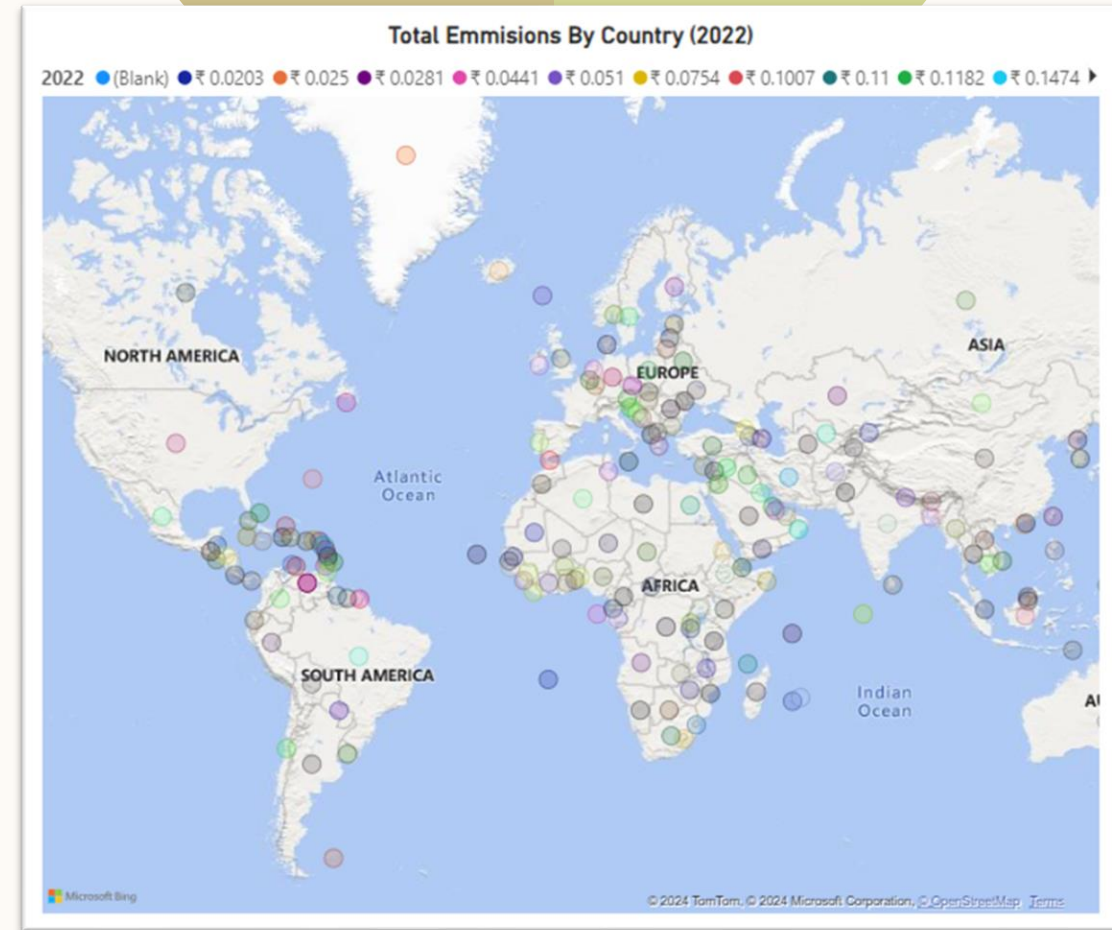 Total Emmisions By Country (2022)
2022 (Blank) ₹ 0.0203 ₹ 0.025 ₹ 0.0281 ₹ 0.0441 ₹ 0.051 ₹ 0.0754 ₹ 0.1007 ₹ 0.11 ₹ 0.1182 ₹ 0.1474
NORTH AMERICA
ASIA
EUROPE
Atlantic
Ocean
AFRICA
SOUTH AMERICA
Indian
Ocean
AU
Microsoft Bing
© 2024 TomTom, © 2024 Microsoft Corporation, © OpenStreetMap Terms